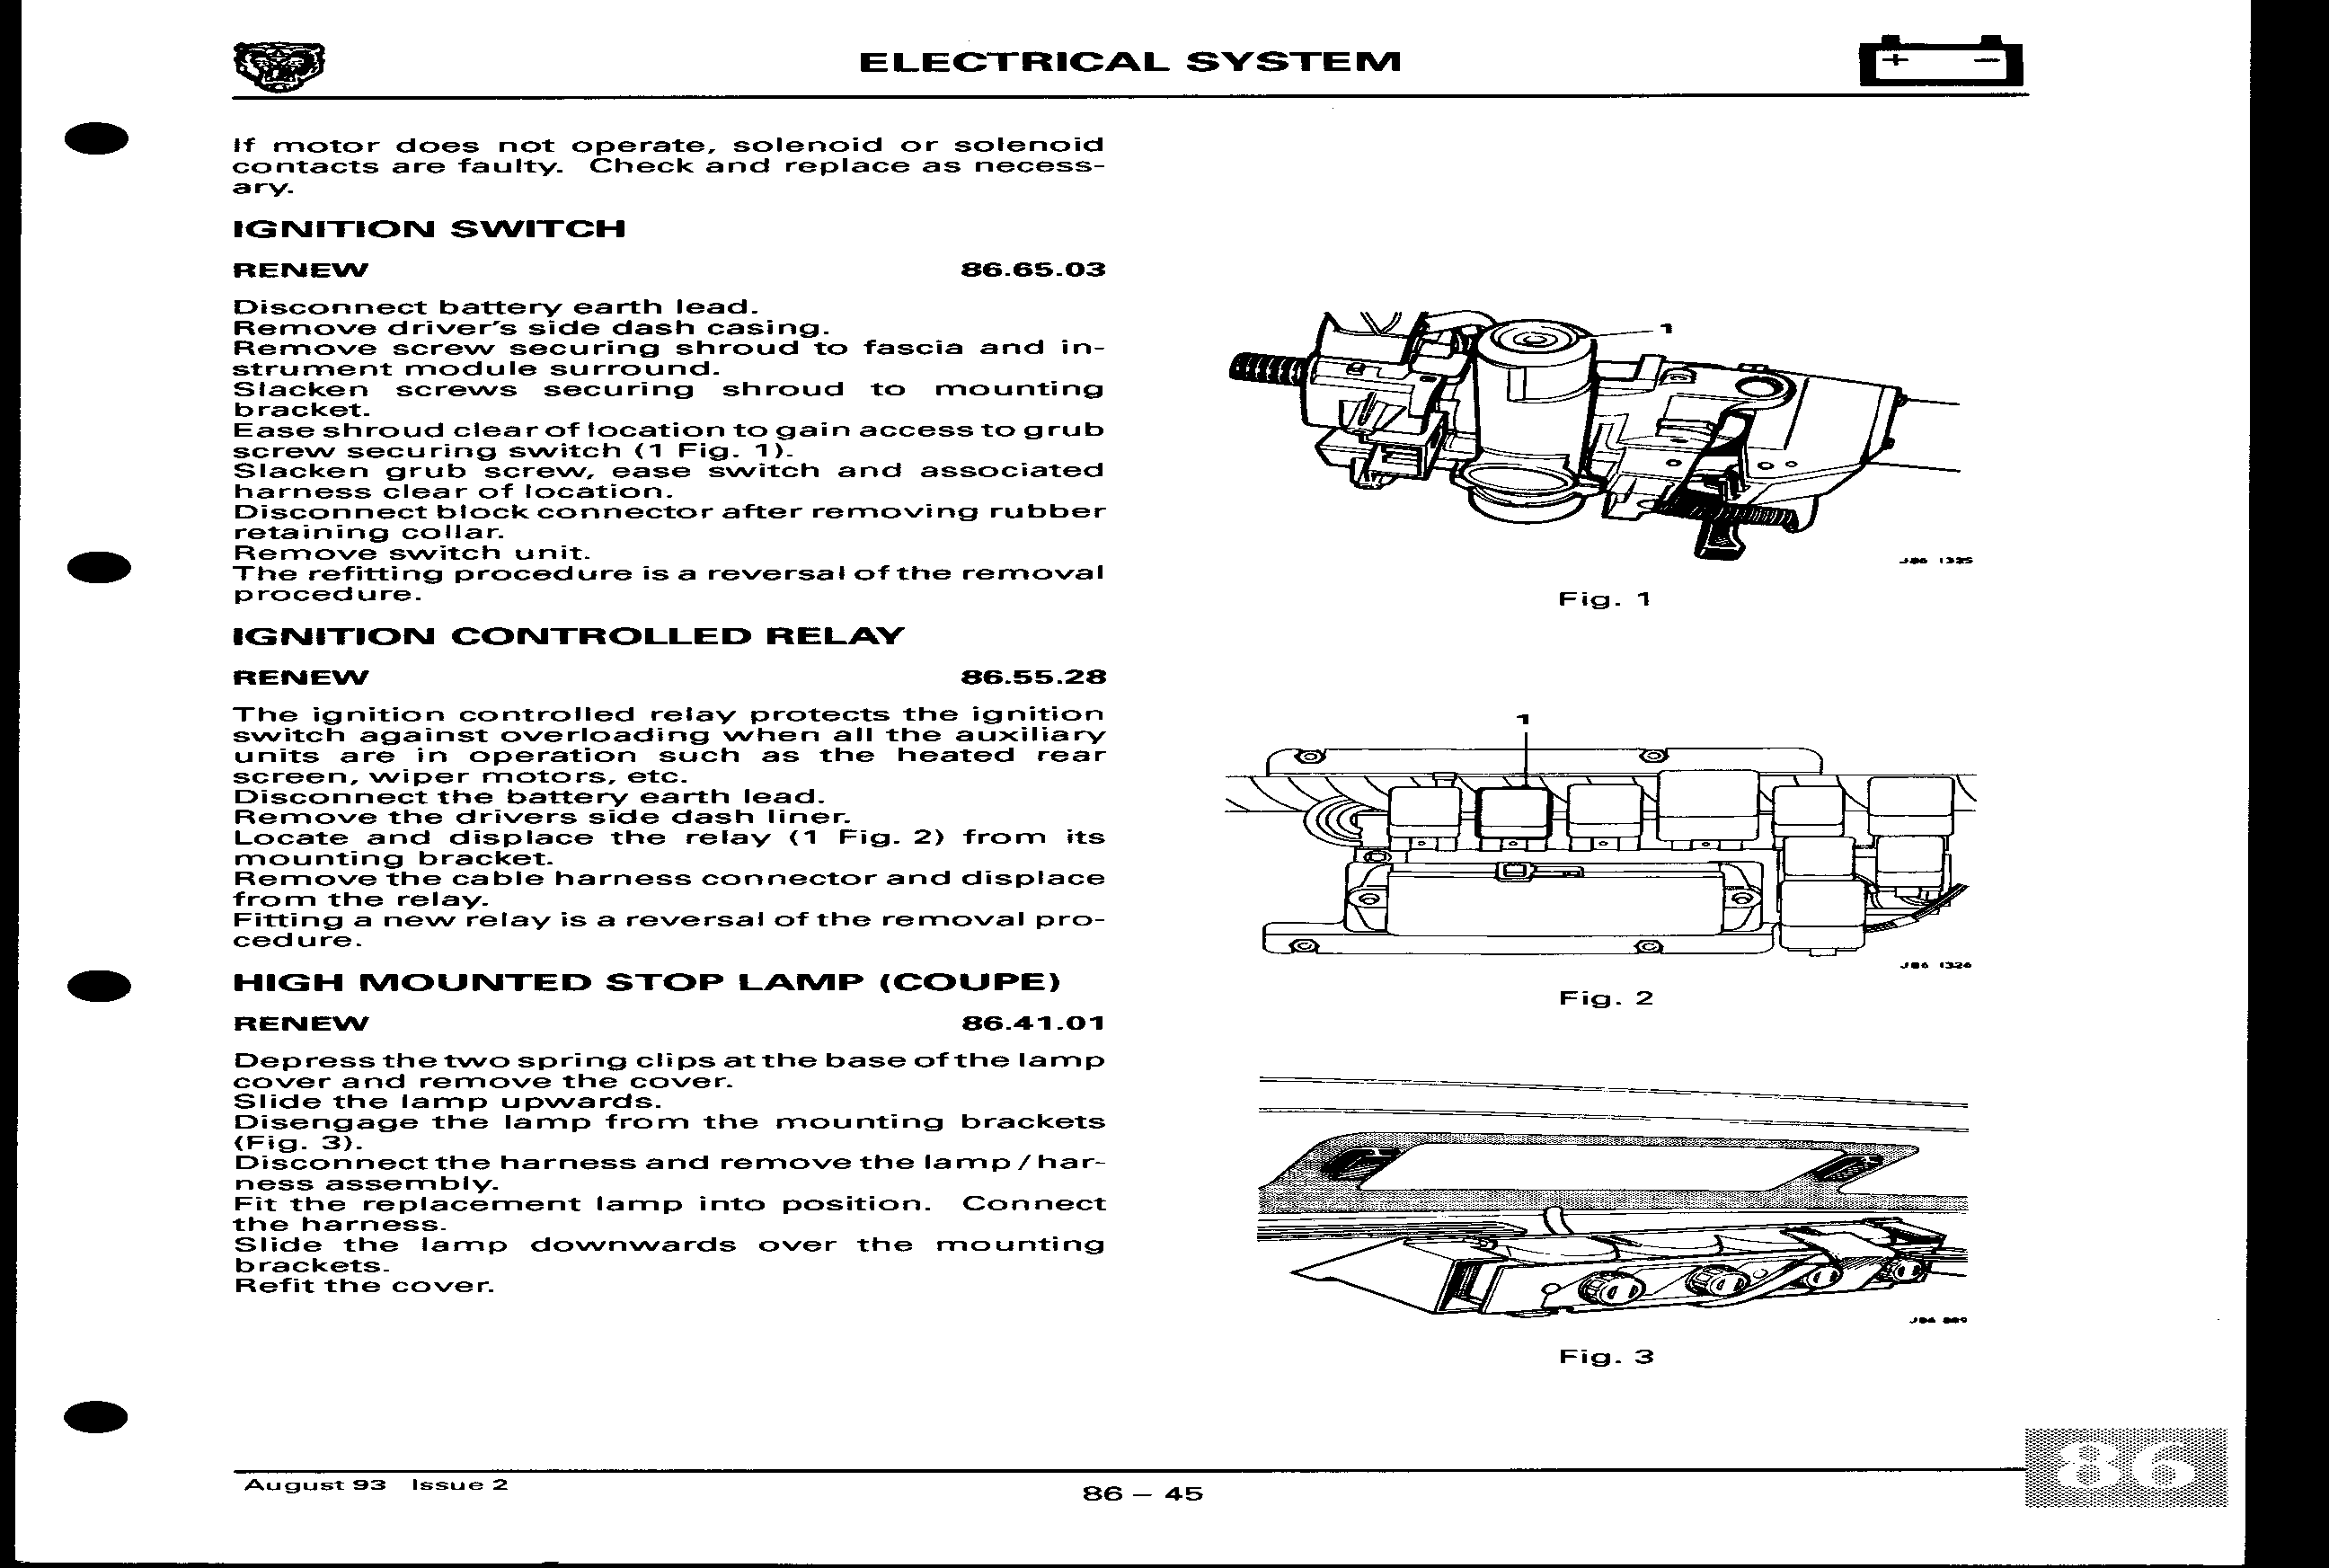 ELECTRICAL SYSTEM
+ −
If motor does not operate, solenoid or solenoid
contacts are faulty. Check and replace as necess-
ary.
IGNITION SWITCH
RENEW 86.65.03
Disconnect battery earth lead.
Remove driver's side dash casing.
Remove screw securing shroud to fascia and in-
strument module surround.
Slacken screws securing shroud to mounting
bracket.
Ease shroud clear of location to gain access to grub
screw securing switch (1 Fig. 1).
Slacken grub screw, ease switch and associated
harness clear of location.
Disconnect block connector after removing rubber
retaining collar.
Remove switch unit.
The refitting procedure is a reversal of the removal
procedure.
IGNITION CONTROLLED RELAY
RENEW 86.55.28
The ignition controlled relay protects the ignition
switch against overloading when all the auxiliary
units are in operation such as the heated rear
screen, wiper motors, etc.
Disconnect the battery earth lead.
Remove the drivers side dash liner.
Locate and displace the relay (1 Fig. 2) from its
mounting bracket.
Remove the cable harness connector and displace
from the relay.
Fitting a new relay is a reversal of the removal pro-
cedure.
HIGH MOUNTED STOP LAMP (COUPE)
RENEW 86.41.01
Depress the two spring clips at the base of the lamp
cover and remove the cover.
Slide the lamp upwards.
Disengage the lamp from the mounting brackets
(Fig. 3).
Disconnect the harness and remove the lamp/har-
ness assembly.
Fit the replacement lamp into position. Connect
the harness.
Slide the lamp downwards over the mounting
brackets.
Refit the cover.
1
J86 1325
Fig. 1
1
J86 1326
Fig. 2
J86 889
Fig. 3
August 93 Issue 2
86 – 45
86